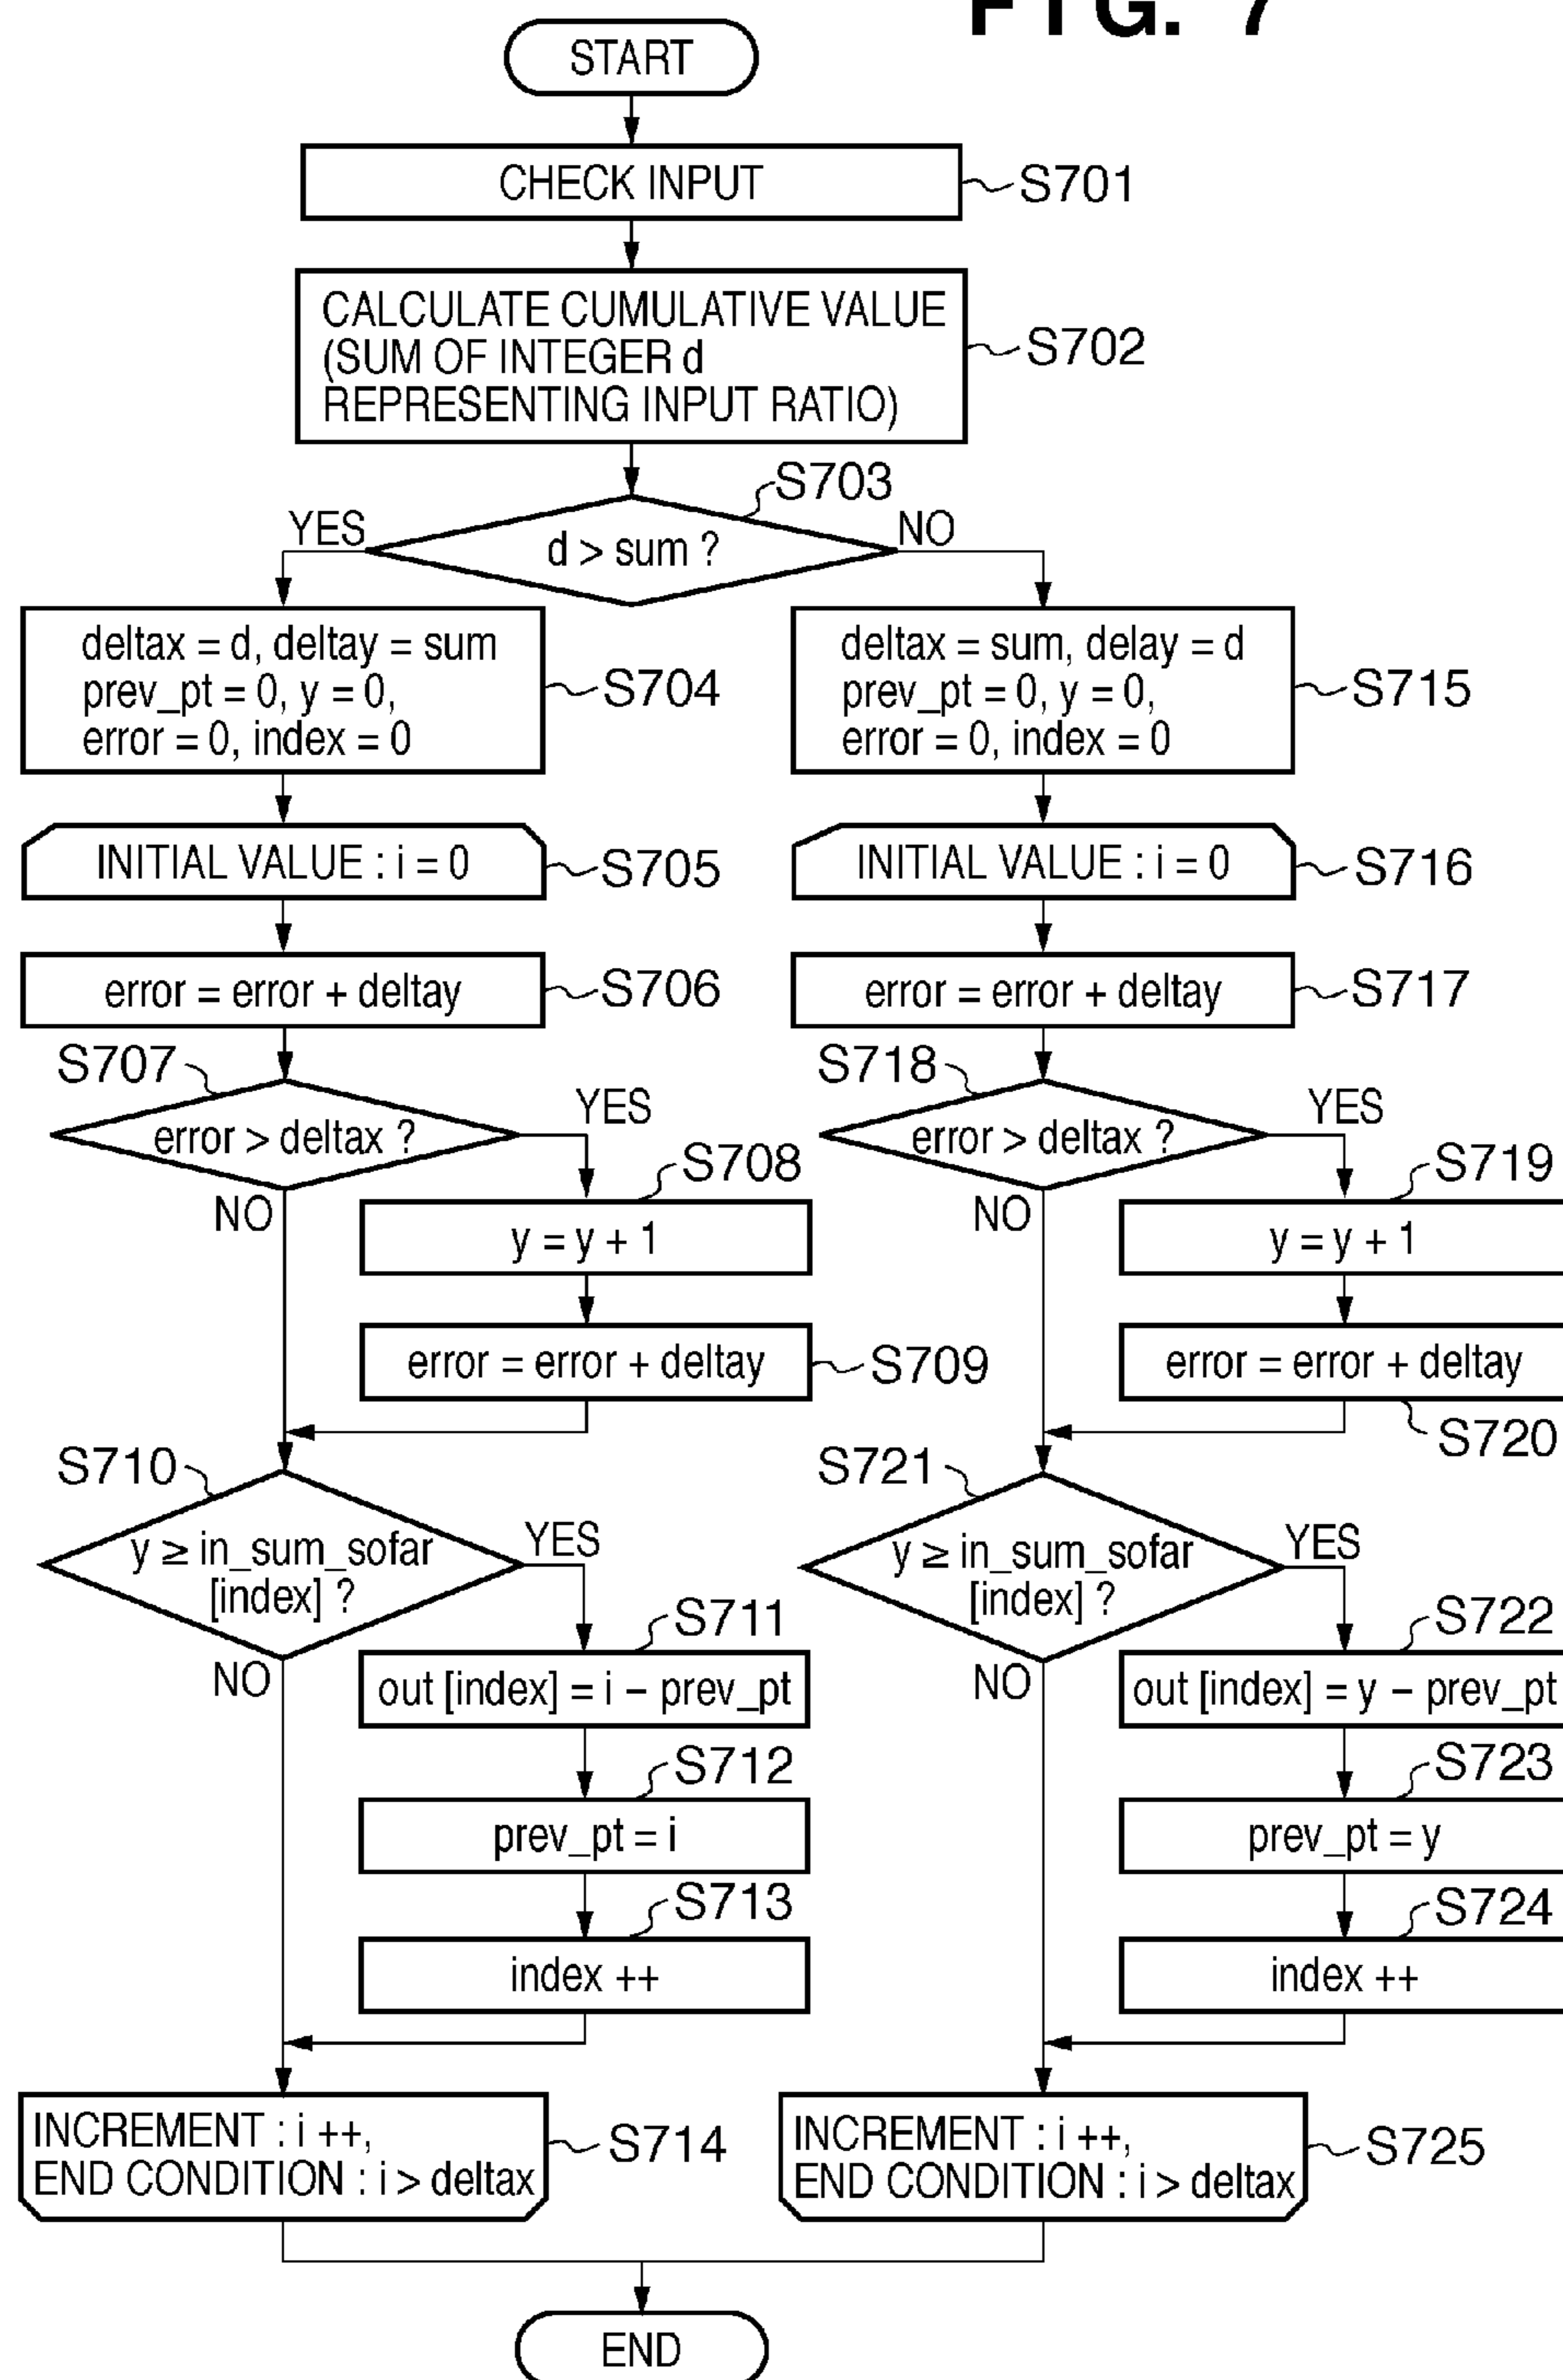 FIG. 7
START
CHECK INPUT
S701
CALCULATE CUMULATIVE VALUE
(SUM OF INTEGER d
REPRESENTING INPUT RATIO)
S702
S703
YES
d > sum ?
NO
deltax = d, deltay = sum
prev_pt = 0, y = 0,
error = 0, index = 0
S704
deltax = sum, delay = d
prev_pt = 0, y = 0,
error = 0, index = 0
S715
INITIAL VALUE : i = 0
S705
INITIAL VALUE : i = 0
S716
error = error + deltay
S706
error = error + deltay
S717
S707
error > deltax ?
YES
NO
S718
error > deltax ?
YES
NO
S708
y = y + 1
S719
y = y + 1
error = error + deltay
S709
error = error + deltay
S720
S710
y ≥ in_sum_sofar
[index] ?
YES
NO
S721
y ≥ in_sum_sofar
[index] ?
YES
NO
S711
out [index] = i − prev_pt
S722
out [index] = y − prev_pt
S712
prev_pt = i
S723
prev_pt = y
S713
index ++
S724
index ++
INCREMENT : i ++,
END CONDITION : i > deltax
S714
INCREMENT : i ++,
END CONDITION : i > deltax
S725
END